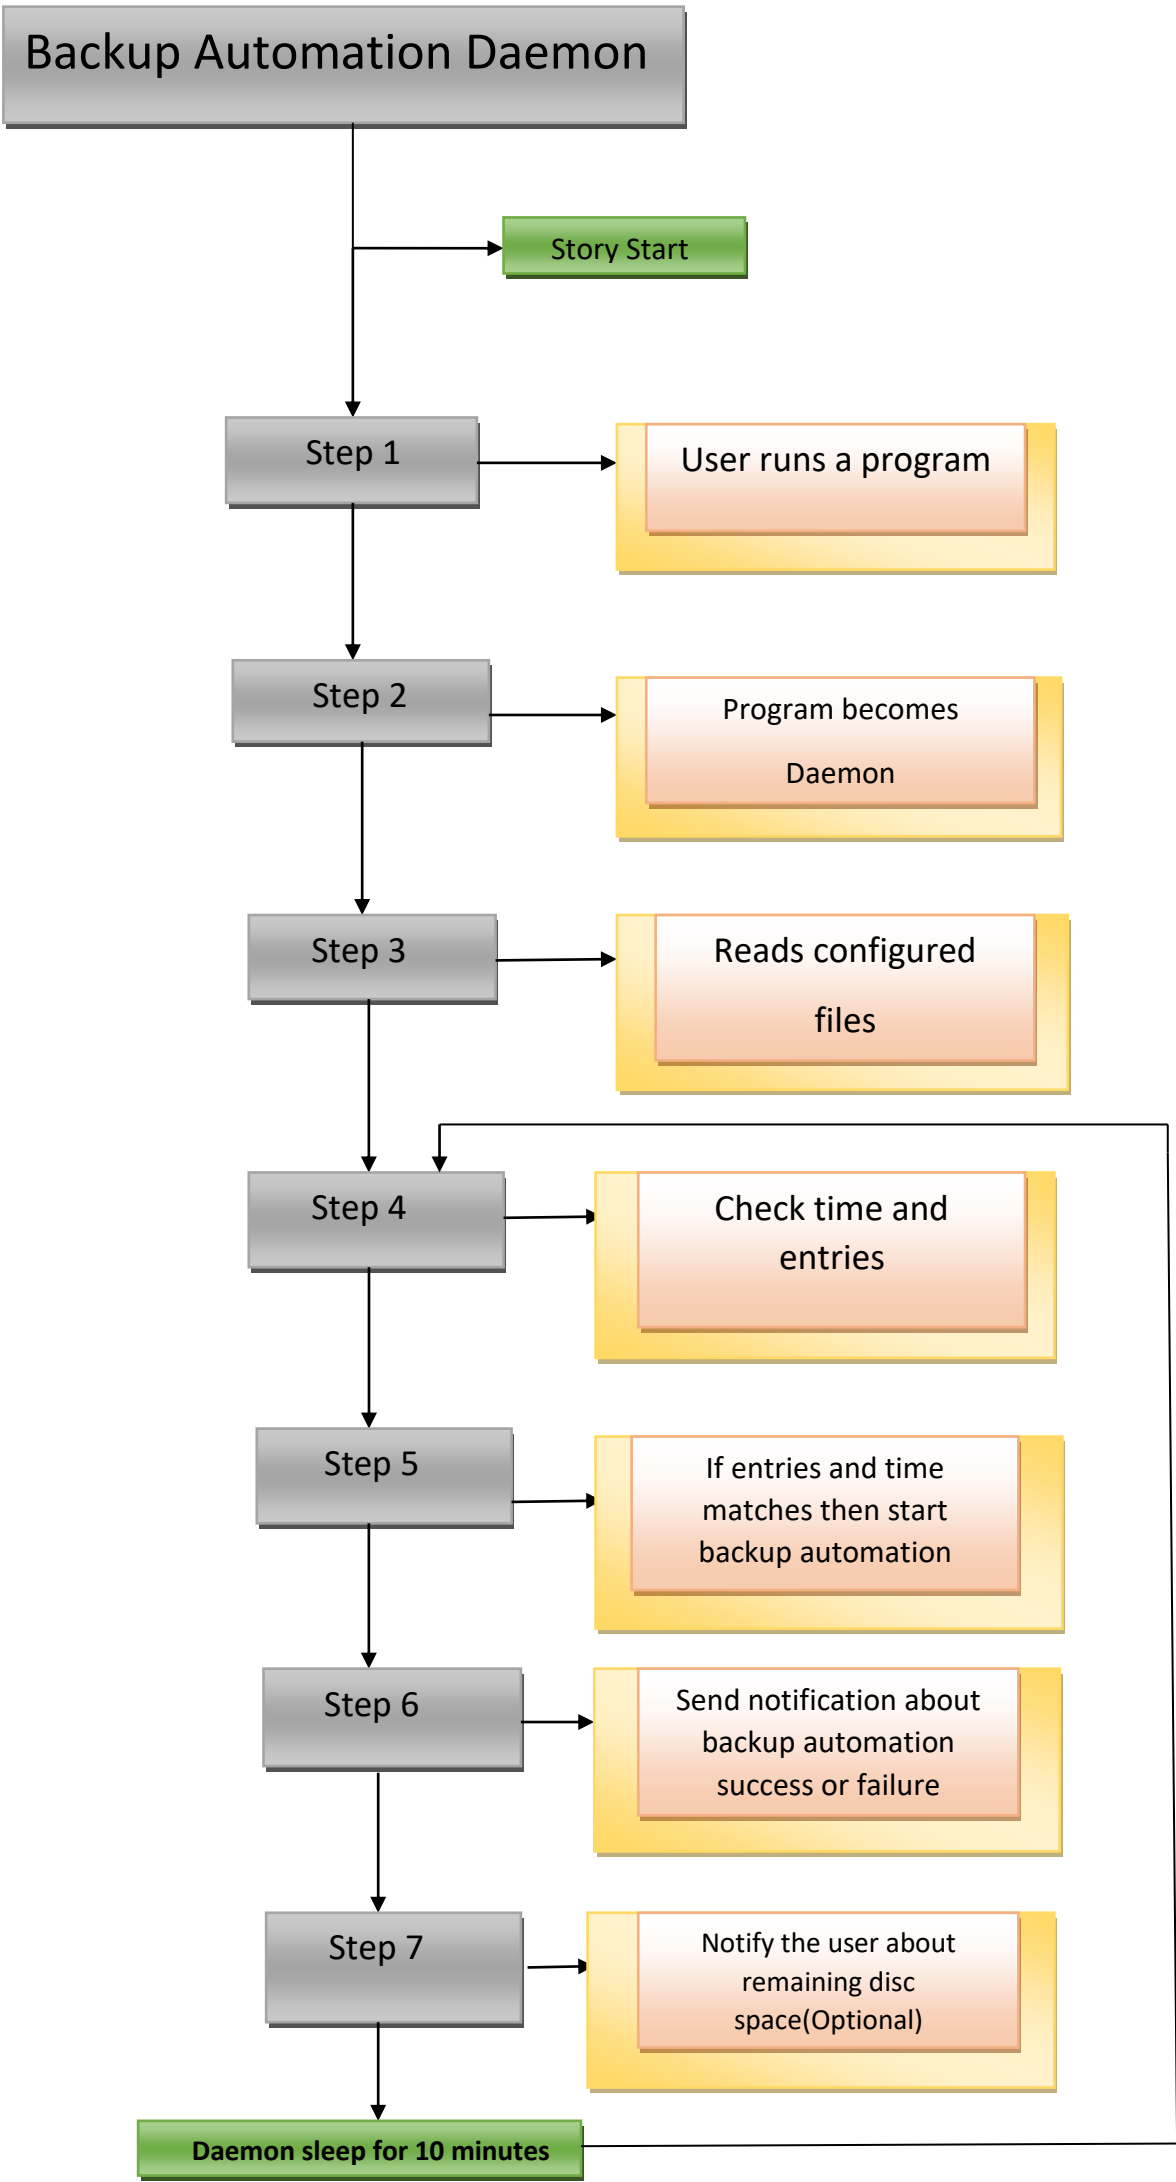 Backup Automation Daemon
Story Start
Step 1
User runs a program
Step 2
Program becomes
Daemon
Step 3
Reads configured
files
Step 4
Check time and
entries
Step 5
If entries and time
matches then start
backup automation
Step 6
Send notification about
backup automation
success or failure
Step 7
Notify the user about
remaining disc
space(Optional)
Daemon sleep for 10 minutes